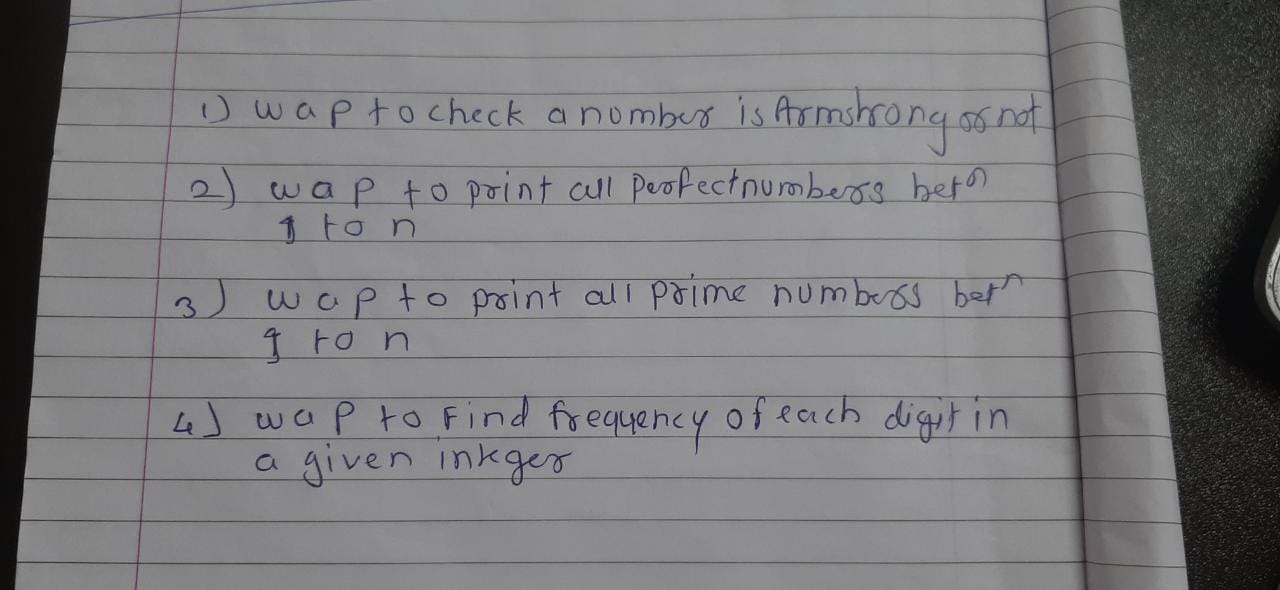 1) wap to check a number is Armstrong or not
2) wap to print all perfect numbers betn
1 to n
3) wap to print all prime numbers betn
1 to n
4) wap to Find frequency of each digit in
a given integer